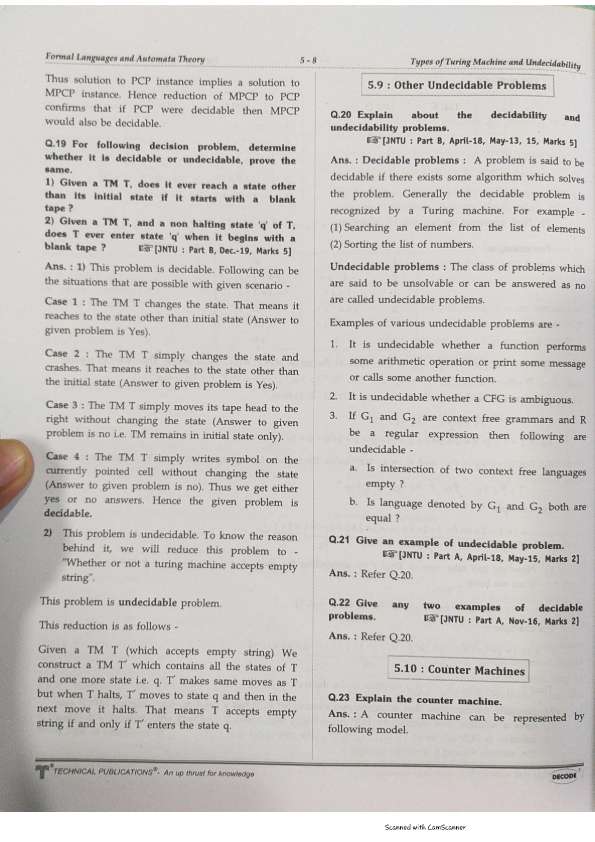 Formal Languages and Automata Theory
5 - 8
Types of Turing Machine and Undecidability
Thus solution to PCP instance implies a solution to
MPCP instance. Hence reduction of MPCP to PCP
confirms that if PCP were decidable then MPCP
would also be decidable.
Q.19 For following decision problem, determine
whether it is decidable or undecidable, prove the
same.
1) Given a TM T, does it ever reach a state other
than its initial state if it starts with a blank
tape ?
2) Given a TM T, and a non halting state 'q' of T,
does T ever enter state 'q' when it begins with a
blank tape ? ☞ [JNTU : Part B, Dec.-19, Marks 5]
Ans. : 1) This problem is decidable. Following can be
the situations that are possible with given scenario -
Case 1 : The TM T changes the state. That means it
reaches to the state other than initial state (Answer to
given problem is Yes).
Case 2 : The TM T simply changes the state and
crashes. That means it reaches to the state other than
the initial state (Answer to given problem is Yes).
Case 3 : The TM T simply moves its tape head to the
right without changing the state (Answer to given
problem is no i.e. TM remains in initial state only).
Case 4 : The TM T simply writes symbol on the
currently pointed cell without changing the state
(Answer to given problem is no). Thus we get either
yes or no answers. Hence the given problem is
decidable.
2) This problem is undecidable. To know the reason
behind it, we will reduce this problem to -
"Whether or not a turing machine accepts empty
string".
This problem is undecidable problem.
This reduction is as follows -
Given a TM T (which accepts empty string) We
construct a TM T' which contains all the states of T
and one more state i.e. q. T' makes same moves as T
but when T halts, T' moves to state q and then in the
next move it halts. That means T accepts empty
string if and only if T' enters the state q.
5.9 : Other Undecidable Problems
Q.20 Explain about the decidability and
undecidability problems.
☞ [JNTU : Part B, April-18, May-13, 15, Marks 5]
Ans. : Decidable problems : A problem is said to be
decidable if there exists some algorithm which solves
the problem. Generally the decidable problem is
recognized by a Turing machine. For example -
(1) Searching an element from the list of elements
(2) Sorting the list of numbers.
Undecidable problems : The class of problems which
are said to be unsolvable or can be answered as no
are called undecidable problems.
Examples of various undecidable problems are -
1. It is undecidable whether a function performs
some arithmetic operation or print some message
or calls some another function.
2. It is undecidable whether a CFG is ambiguous.
3. If G₁ and G₂ are context free grammars and R
be a regular expression then following are
undecidable -
a. Is intersection of two context free languages
empty ?
b. Is language denoted by G₁ and G₂ both are
equal ?
Q.21 Give an example of undecidable problem.
☞ [JNTU : Part A, April-18, May-15, Marks 2]
Ans. : Refer Q.20.
Q.22 Give any two examples of decidable
problems. ☞ [JNTU : Part A, Nov-16, Marks 2]
Ans. : Refer Q.20.
5.10 : Counter Machines
Q.23 Explain the counter machine.
Ans. : A counter machine can be represented by
following model.
TECHNICAL PUBLICATIONS® - An up thrust for knowledge
DECODE
Scanned with CamScanner